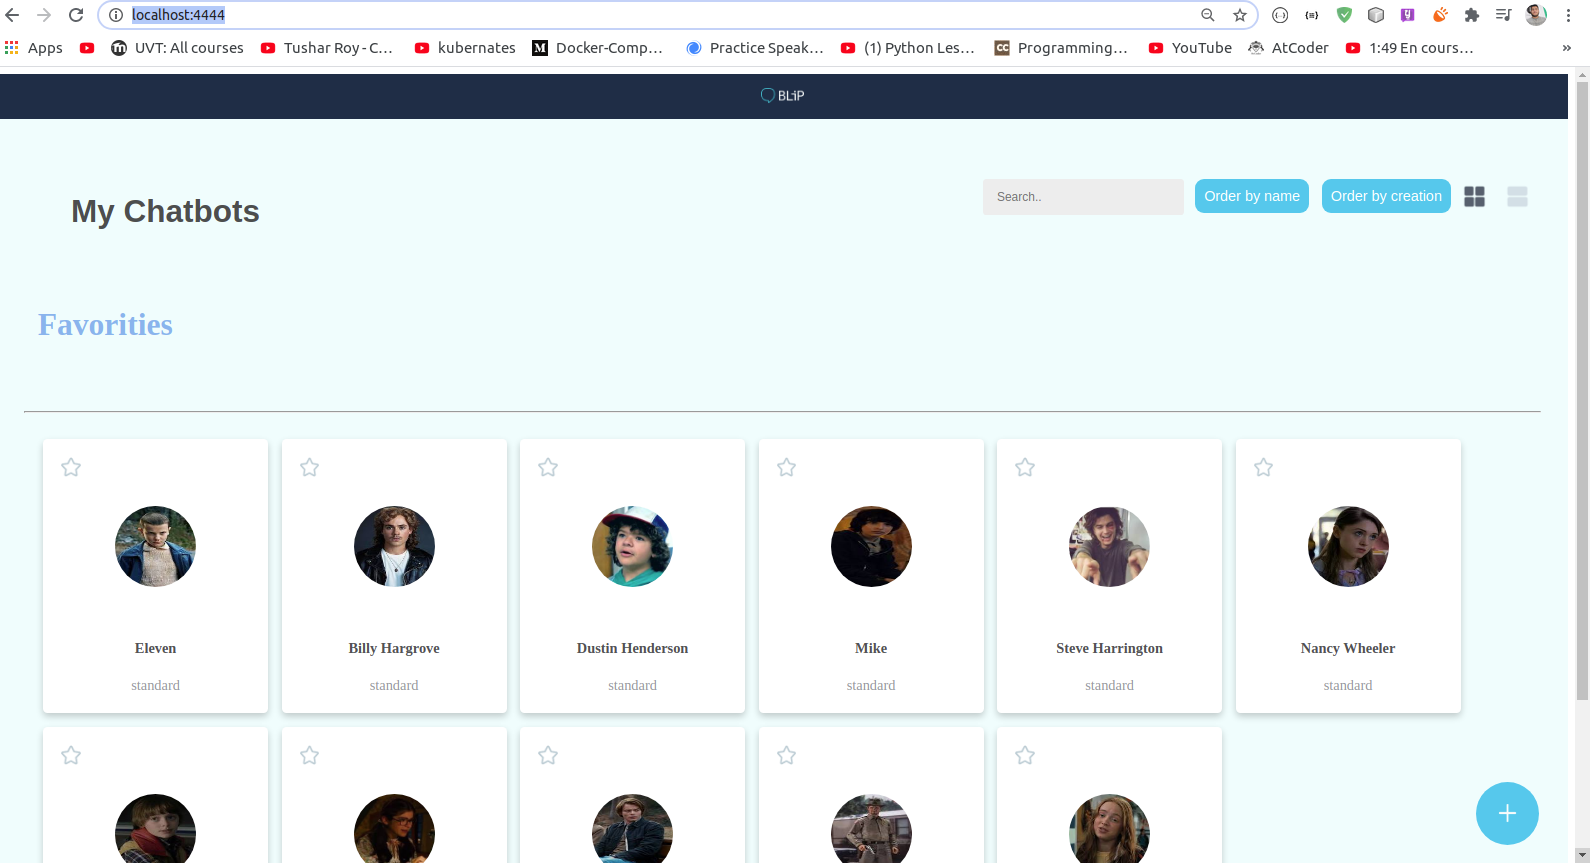 localhost:4444
Apps UVT: All courses Tushar Roy - C... kubernates Docker-Comp... Practice Speak... (1) Python Les... Programming... YouTube AtCoder 1:49 En cours... »
BLiP
My Chatbots
Search..
Order by name
Order by creation
Favorities
Eleven
standard
Billy Hargrove
standard
Dustin Henderson
standard
Mike
standard
Steve Harrington
standard
Nancy Wheeler
standard